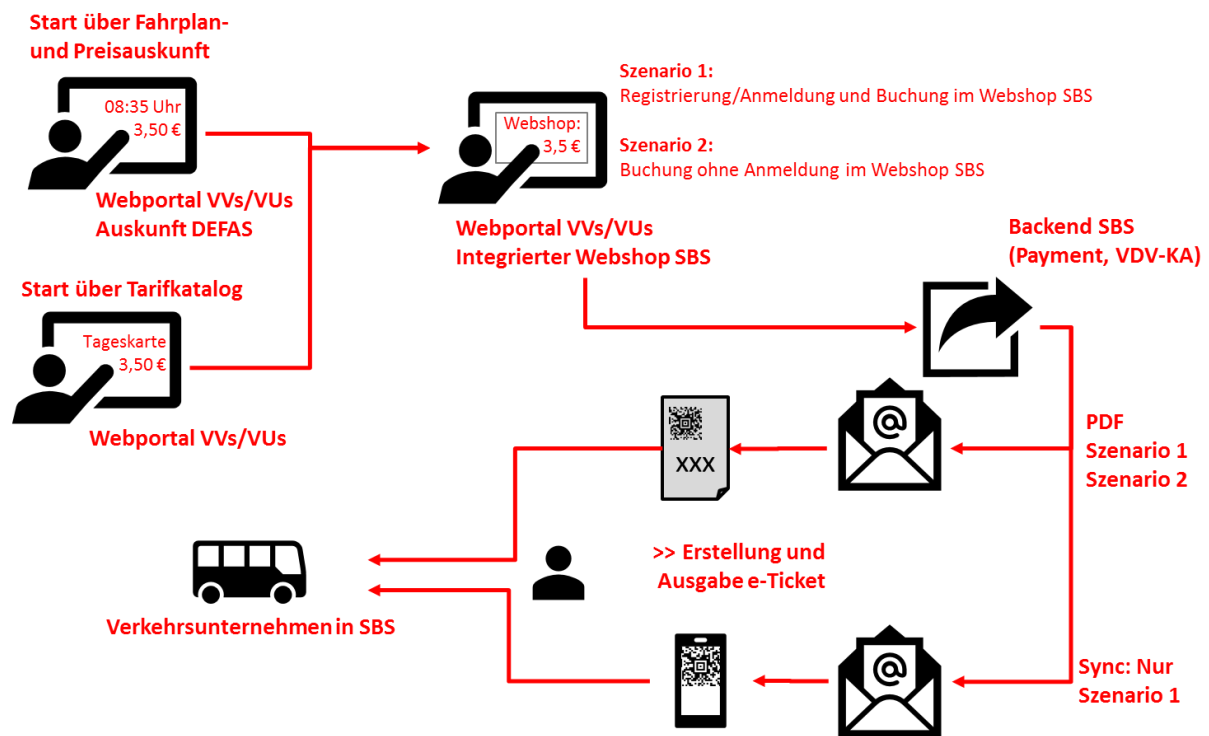 Start über Fahrplan-
und Preisauskunft
08:35 Uhr
3,50 €
Webportal VVs/VUs
Auskunft DEFAS
Start über Tarifkatalog
Tageskarte
3,50 €
Webportal VVs/VUs
Webshop:
3,5 €
Webportal VVs/VUs
Integrierter Webshop SBS
Szenario 1:
Registrierung/Anmeldung und Buchung im Webshop SBS
Szenario 2:
Buchung ohne Anmeldung im Webshop SBS
Backend SBS
(Payment, VDV-KA)
PDF
Szenario 1
Szenario 2
@
XXX
>> Erstellung und
Ausgabe e-Ticket
Verkehrsunternehmen in SBS
Sync: Nur
Szenario 1
@